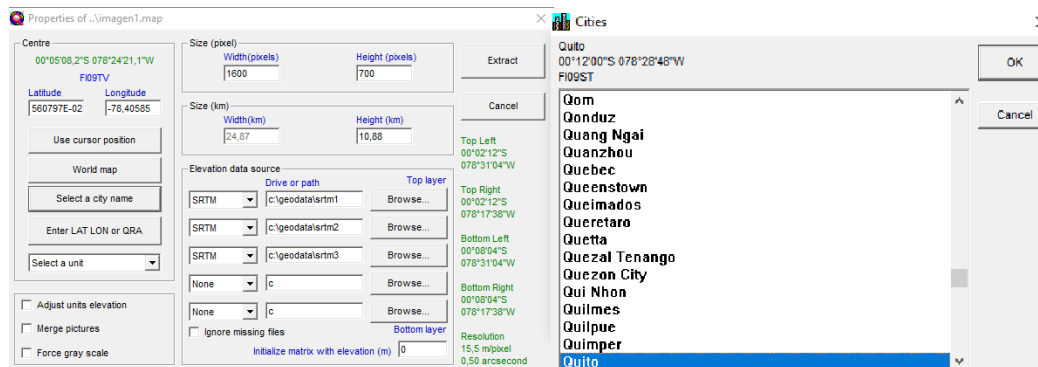 Properties of ..\imagen1.map
Centre
00°05'08,2"S 078°24'21,1"W
FI09TV
Latitude Longitude
560797E-02 -78,40585
Use cursor position
World map
Select a city name
Enter LAT LON or QRA
Select a unit
Adjust units elevation
Merge pictures
Force gray scale
Size (pixel)
Width(pixels) Height (pixels)
1600 700
Size (km)
Width(km) Height (km)
24,87 10,88
Elevation data source
Drive or path Top layer
SRTM c:\geodata\srtm1 Browse...
SRTM c:\geodata\srtm2 Browse...
SRTM c:\geodata\srtm3 Browse...
None c Browse...
None c Browse...
Ignore missing files Bottom layer
Initialize matrix with elevation (m) 0
Extract
Cancel
Top Left
00°02'12"S
078°31'04"W
Top Right
00°02'12"S
078°17'38"W
Bottom Left
00°08'04"S
078°31'04"W
Bottom Right
00°08'04"S
078°17'38"W
Resolution
15,5 m/pixel
0,50 arcsecond
Cities
Quito
00°12'00"S 078°28'48"W
FI09ST
Qom
Qonduz
Quang Ngai
Quanzhou
Quebec
Queenstown
Queimados
Queretaro
Quetta
Quezal Tenango
Quezon City
Qui Nhon
Quilmes
Quilpue
Quimper
Quito
OK
Cancel